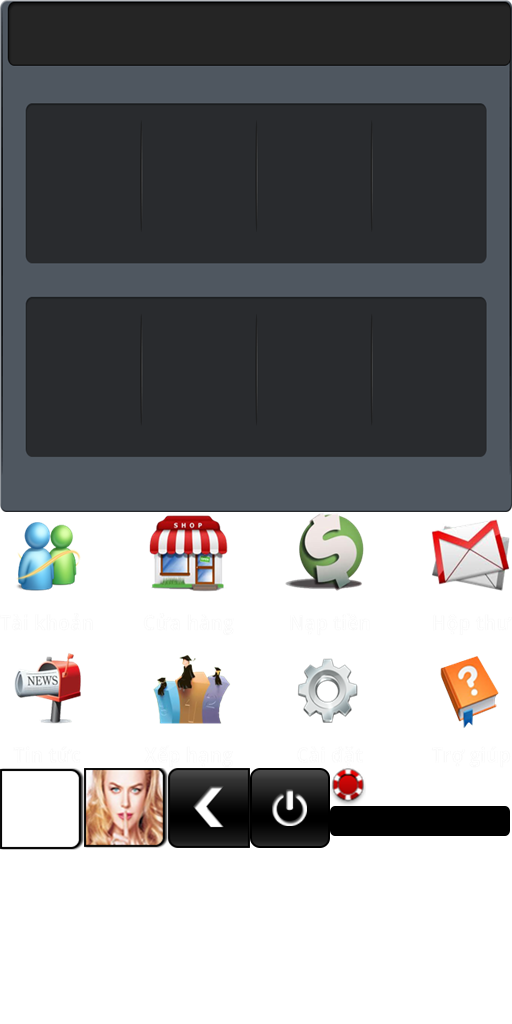 SHOP
Tài khoản
Cửa hàng
Nạp tiền
Hộp thư
NEWS
Tin tức
Xếp hạng
Cài đặt
Trợ giúp